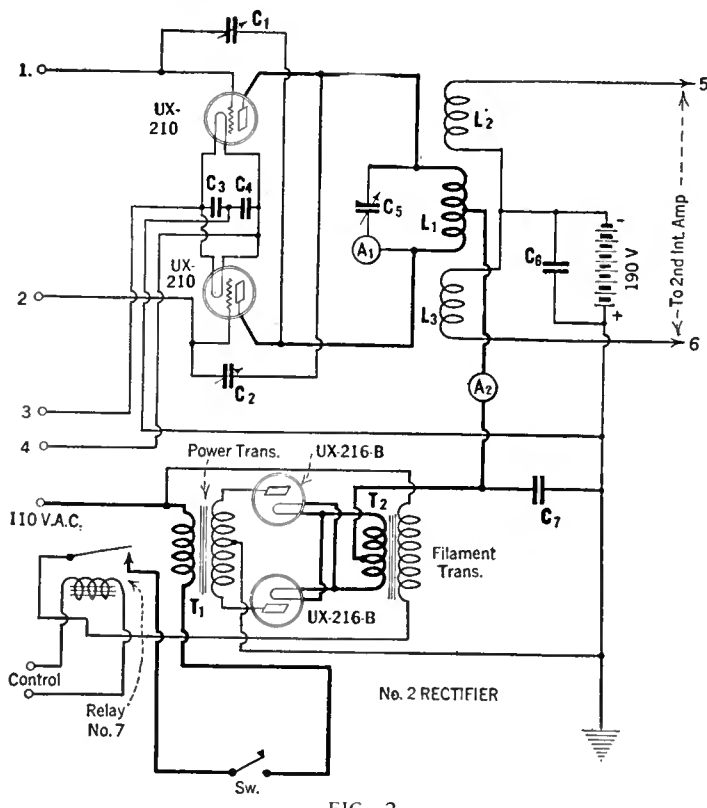 C1
1.
5
UX-
210
L2
C3 C4
C5
L1
A1
To 2nd Int. Amp
C6
190 V
-
+
UX-
210
2
L3
6
C2
A2
3
4
Power Trans.
UX-216-B
T2
110 V.A.C.
C7
Filament
Trans.
T1
UX-216-B
Control
Relay
No. 7
No. 2 RECTIFIER
Sw.